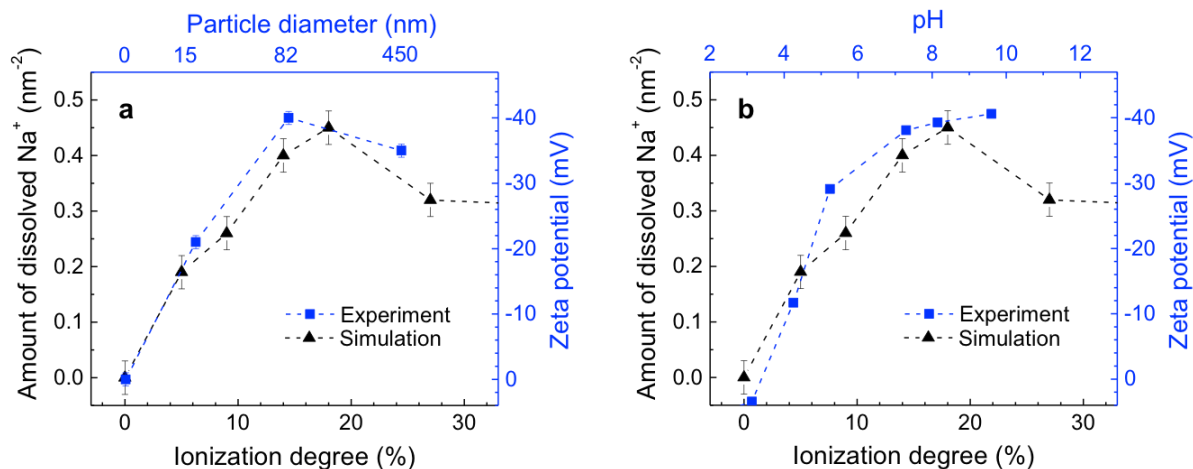 Particle diameter (nm)
0 15 82 450
Amount of dissolved Na⁺ (nm⁻²)
0.5
0.4
0.3
0.2
0.1
0.0
a
-40
-30
-20
-10
0
Zeta potential (mV)
Experiment
Simulation
0 10 20 30
Ionization degree (%)
pH
2 4 6 8 10 12
Amount of dissolved Na⁺ (nm⁻²)
0.5
0.4
0.3
0.2
0.1
0.0
b
-40
-30
-20
-10
0
Zeta potential (mV)
Experiment
Simulation
0 10 20 30
Ionization degree (%)